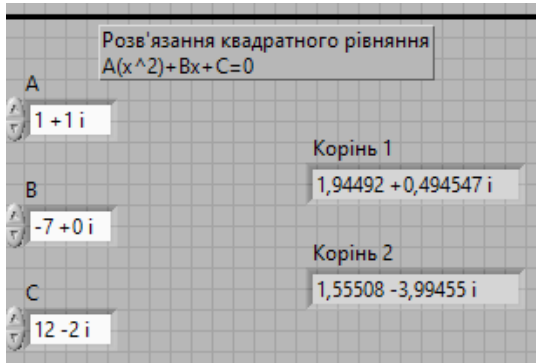 Розв'язання квадратного рівняння
A(x^2)+Bx+C=0
A
1 +1 i
Корінь 1
1,94492 +0,494547 i
B
-7 +0 i
Корінь 2
1,55508 -3,99455 i
C
12 -2 i